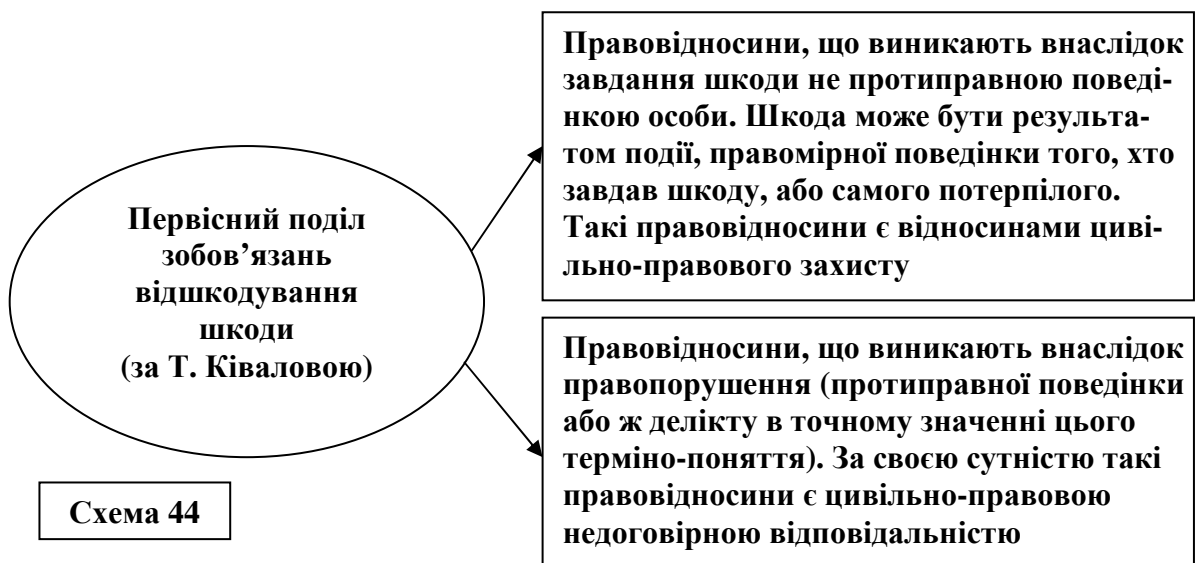 Первісний поділ
зобов’язань
відшкодування
шкоди
(за Т. Ківаловою)
Правовідносини, що виникають внаслідок
завдання шкоди не протиправною поведі-
нкою особи. Шкода може бути результа-
том події, правомірної поведінки того, хто
завдав шкоду, або самого потерпілого.
Такі правовідносини є відносинами циві-
льно-правового захисту
Правовідносини, що виникають внаслідок
правопорушення (протиправної поведінки
або ж делікту в точному значенні цього
терміно-поняття). За своєю сутністю такі
правовідносини є цивільно-правовою
недоговірною відповідальністю
Схема 44